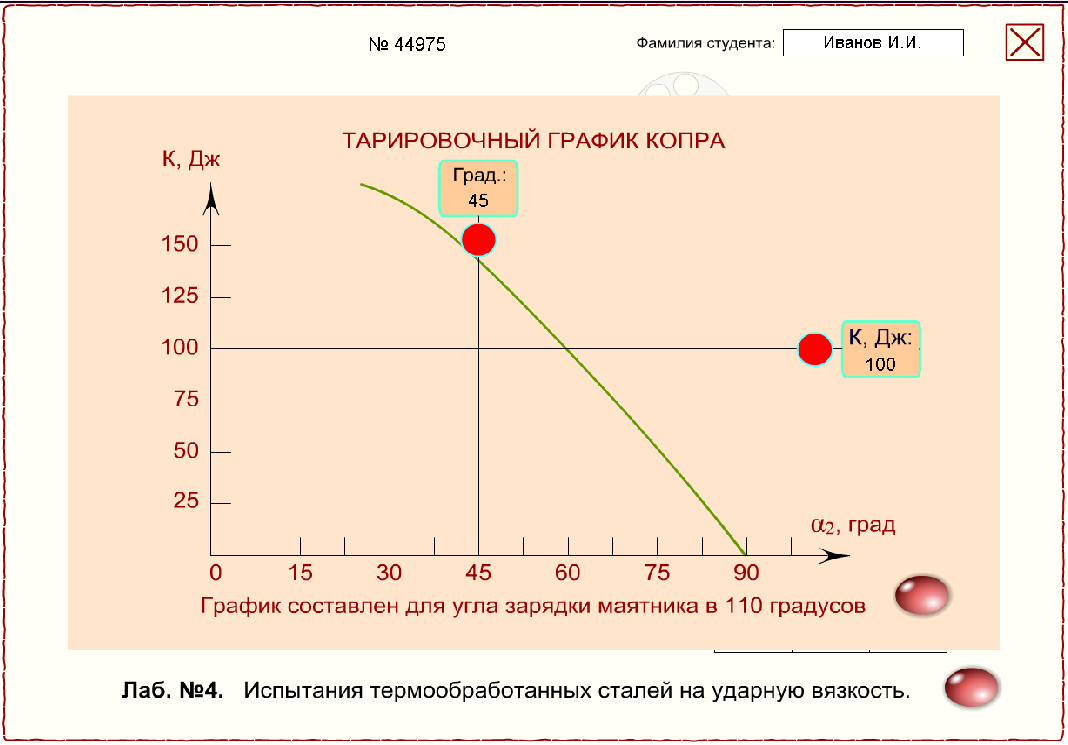 № 44975
Фамилия студента: Иванов И.И.
ТАРИРОВОЧНЫЙ ГРАФИК КОПРА
К, Дж
Град.:
45
150
125
100
К, Дж:
100
75
50
25
α2, град
0 15 30 45 60 75 90
График составлен для угла зарядки маятника в 110 градусов
Лаб. №4. Испытания термообработанных сталей на ударную вязкость.